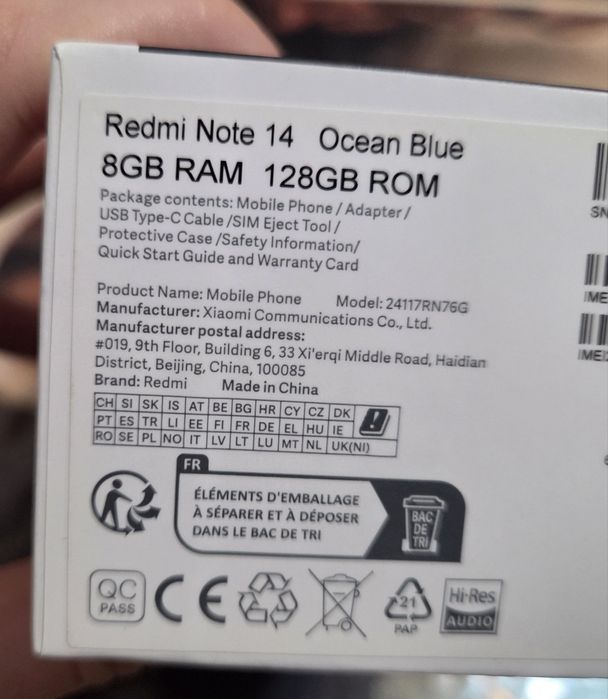 Redmi Note 14 Ocean Blue
8GB RAM 128GB ROM
Package contents: Mobile Phone / Adapter /
USB Type-C Cable /SIM Eject Tool /
Protective Case /Safety Information/
Quick Start Guide and Warranty Card
Product Name: Mobile Phone Model: 24117RN76G
Manufacturer: Xiaomi Communications Co., Ltd.
Manufacturer postal address:
#019, 9th Floor, Building 6, 33 Xi'erqi Middle Road, Haidian
District, Beijing, China, 100085
Brand: Redmi Made in China
CH SI SK IS AT BE BG HR CY CZ DK
PT ES TR LI EE FI FR DE EL HU IE
RO SE PL NO IT LV LT LU MT NL UK(NI)
FR
ÉLÉMENTS D'EMBALLAGE
À SÉPARER ET À DÉPOSER
DANS LE BAC DE TRI
BAC
DE
TRI
QC
PASS
CE
21
PAP
Hi-Res
AUDIO
SN
IME
IMEI